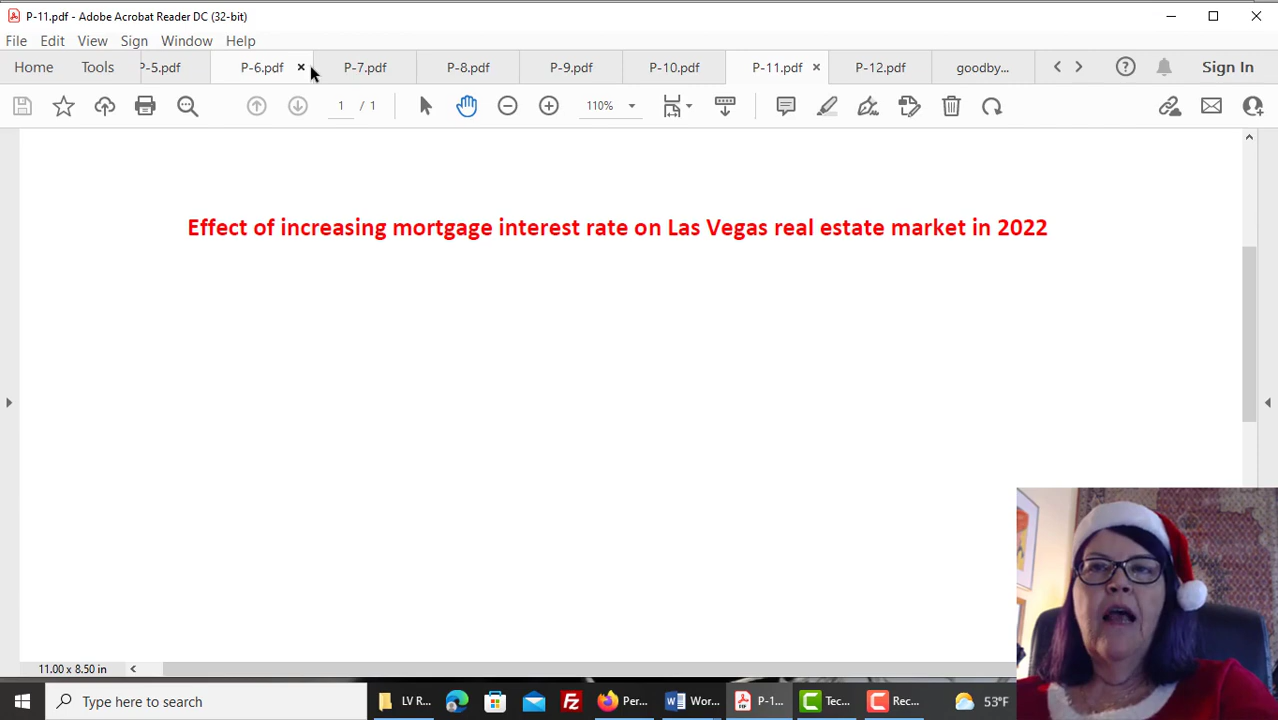 P-11.pdf - Adobe Acrobat Reader DC (32-bit)
File Edit View Sign Window Help
Home Tools P-5.pdf P-6.pdf P-7.pdf P-8.pdf P-9.pdf P-10.pdf P-11.pdf P-12.pdf goodby... Sign In
1 / 1 110%
Effect of increasing mortgage interest rate on Las Vegas real estate market in 2022
11.00 x 8.50 in
Type here to search LV R... Per... Wor... P-1... Tec... Rec... 53°F